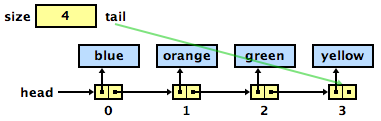 size 4 tail
blue orange green yellow
head
0 1 2 3